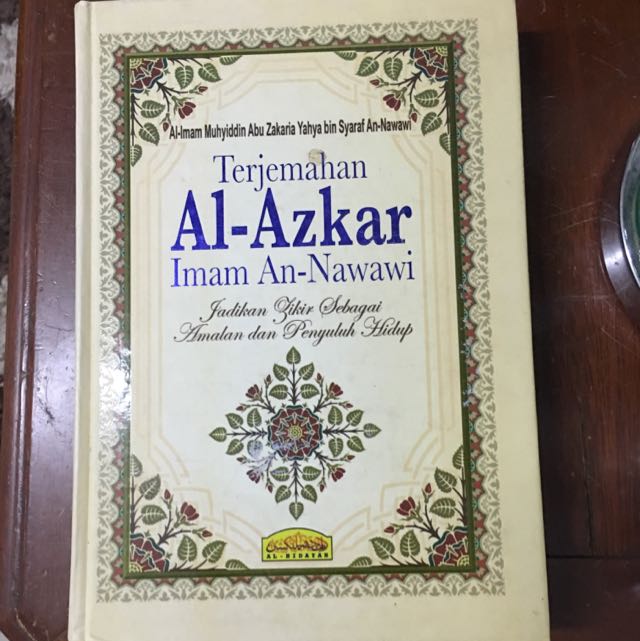 Al-Imam Muhyiddin Abu Zakaria Yahya bin Syaraf An-Nawawi
Terjemahan
Al-Azkar
Imam An-Nawawi
Jadikan Zikir Sebagai
Amalan dan Penyuluh Hidup
AL-HIDAYAH